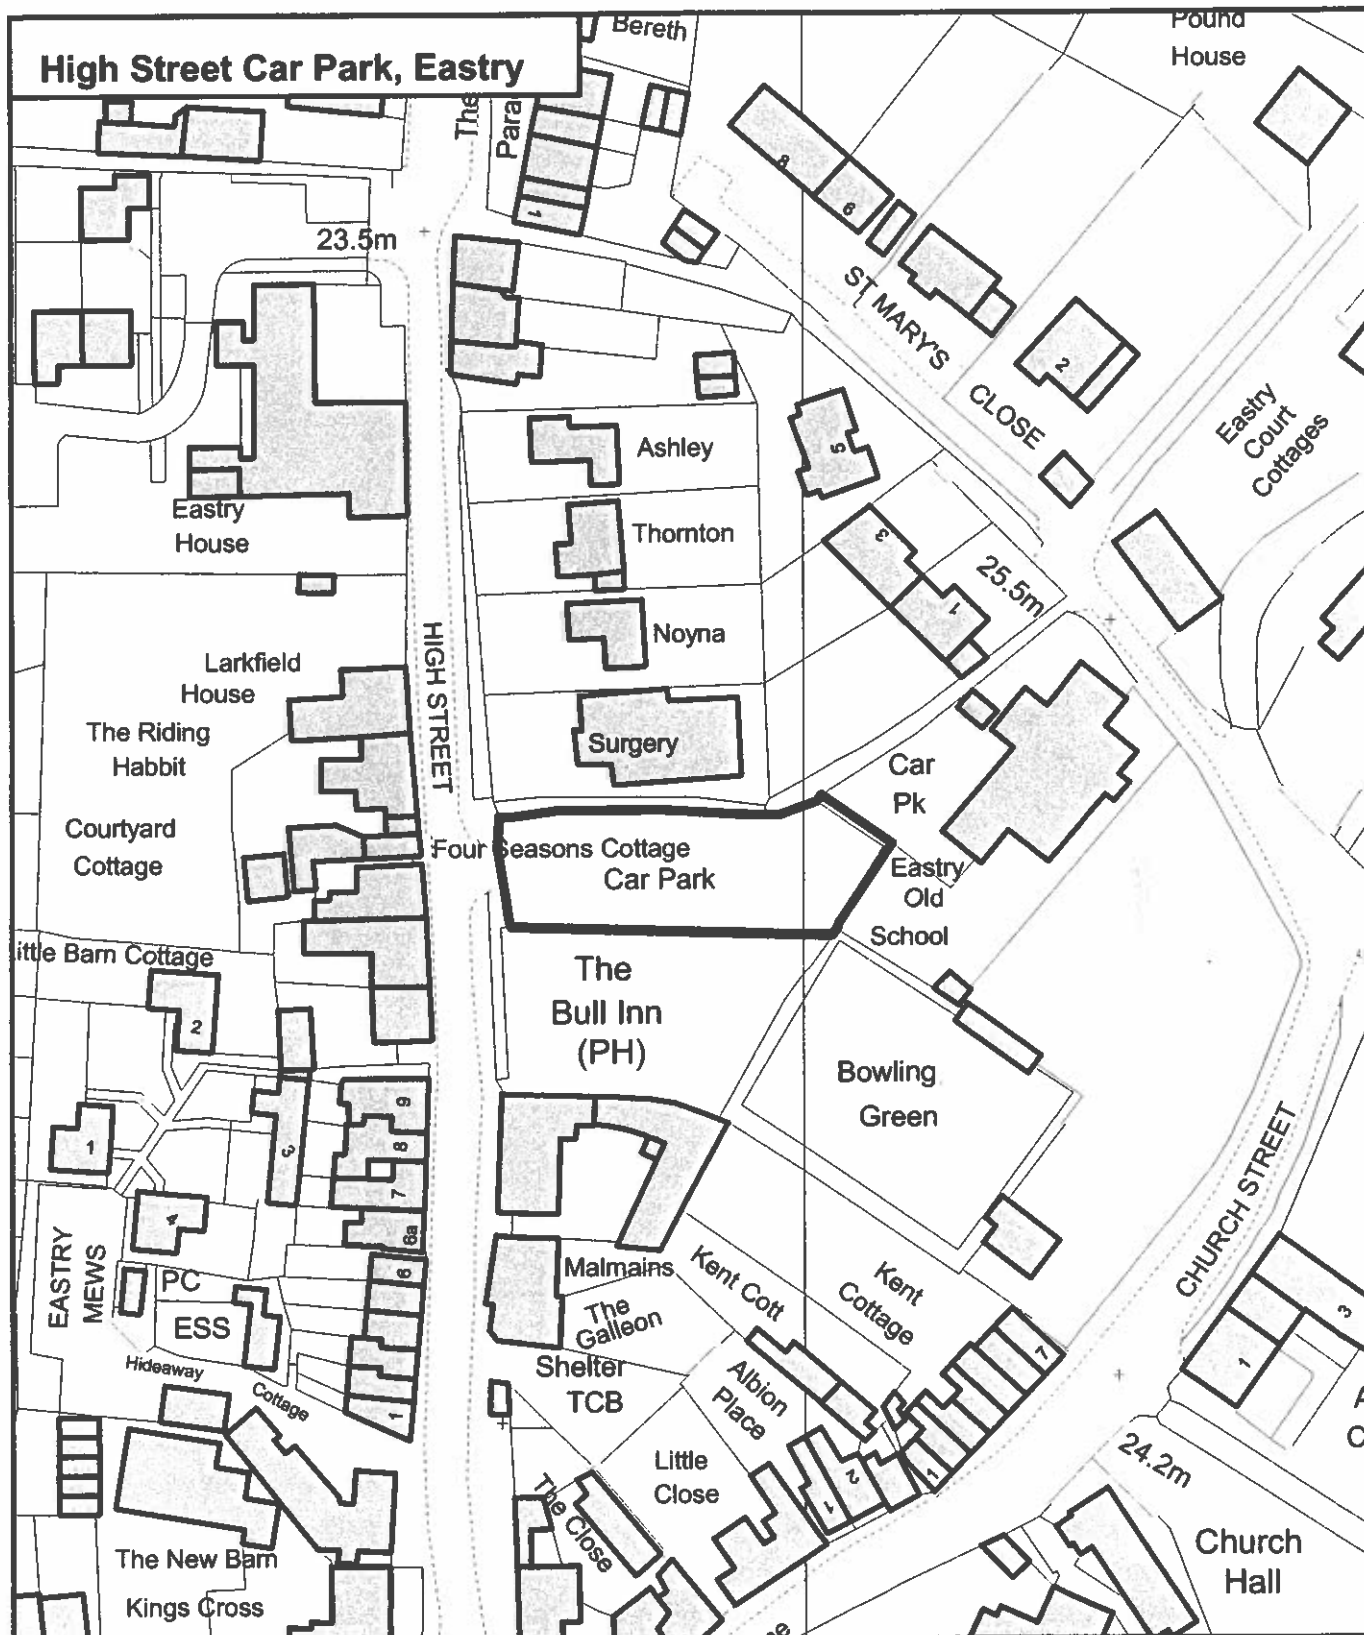 High Street Car Park, Eastry
Bereth
Pound
House
The
Para
1
8
6
23.5m
ST MARY'S
CLOSE
2
Eastry
Court
Cottages
Ashley
5
Eastry
House
Thornton
3
1
25.5m
Noyna
HIGH STREET
Larkfield
House
The Riding
Habbit
Surgery
Car
Pk
Courtyard
Cottage
Four Seasons Cottage
Car Park
Eastry
Old
School
ittle Barn Cottage
2
The
Bull Inn
(PH)
Bowling
Green
1
3
9
8
7
6a
6
4
EASTRY
MEWS
PC
ESS
Hideaway
Cottage
1
Malmains
The
Galleon
Shelter
TCB
Kent Cott
Kent
Cottage
CHURCH STREET
Albion
Place
7
3
1
Little
Close
1
2
1
24.2m
The Close
The New Barn
Kings Cross
Church
Hall